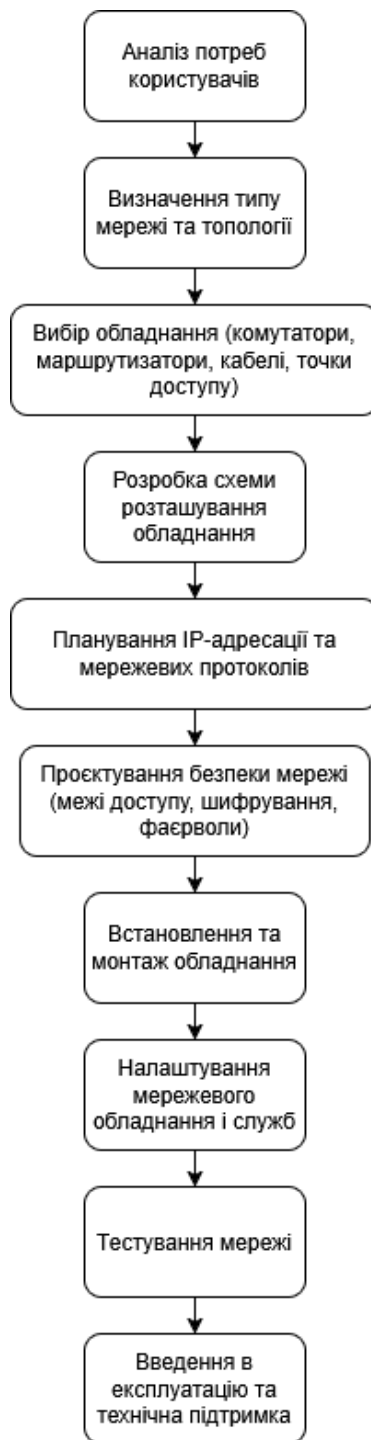 Аналіз потреб
користувачів
Визначення типу
мережі та топології
Вибір обладнання (комутатори,
маршрутизатори, кабелі, точки
доступу)
Розробка схеми
розташування
обладнання
Планування IP-адресації та
мережевих протоколів
Проєктування безпеки мережі
(межі доступу, шифрування,
фаєрволи)
Встановлення та
монтаж обладнання
Налаштування
мережевого
обладнання і служб
Тестування мережі
Введення в
експлуатацію та
технічна підтримка